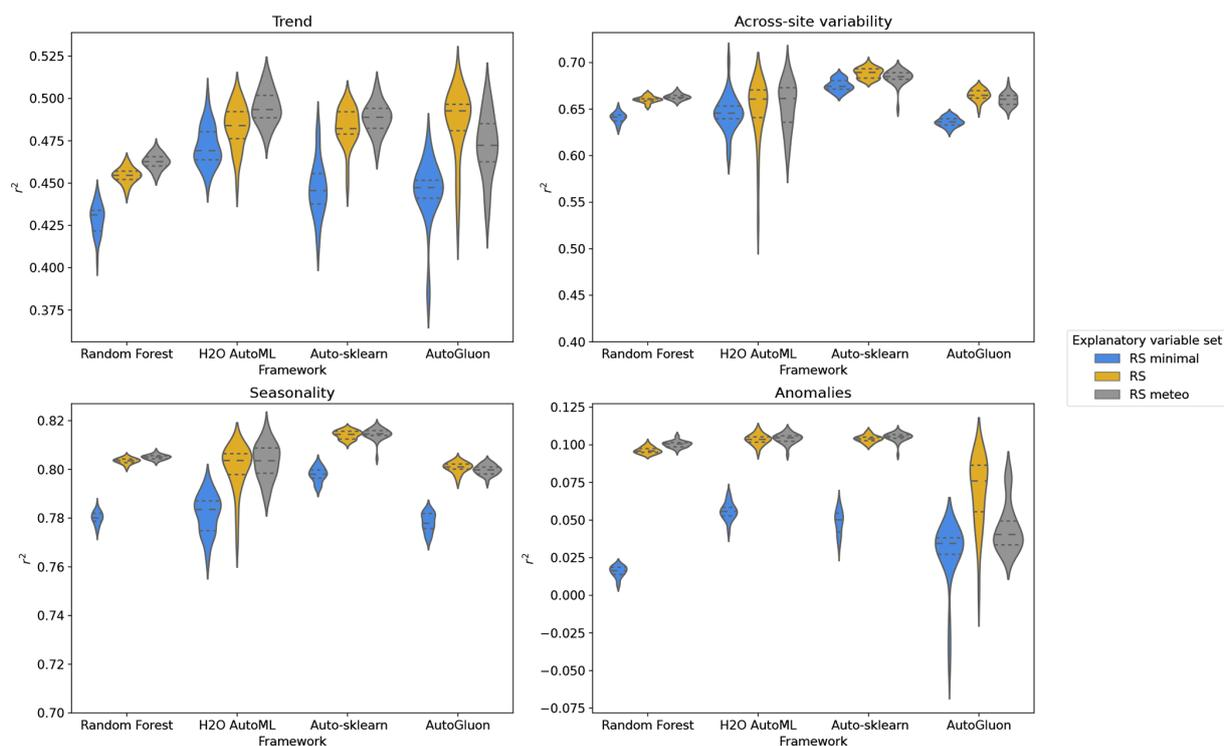 Trend
r²
0.525
0.500
0.475
0.450
0.425
0.400
0.375
Random Forest H2O AutoML Auto-sklearn AutoGluon
Framework
Across-site variability
r²
0.70
0.65
0.60
0.55
0.50
0.45
0.40
Random Forest H2O AutoML Auto-sklearn AutoGluon
Framework
Explanatory variable set
RS minimal
RS
RS meteo
Seasonality
r²
0.82
0.80
0.78
0.76
0.74
0.72
0.70
Random Forest H2O AutoML Auto-sklearn AutoGluon
Framework
Anomalies
r²
0.125
0.100
0.075
0.050
0.025
0.000
−0.025
−0.050
−0.075
Random Forest H2O AutoML Auto-sklearn AutoGluon
Framework